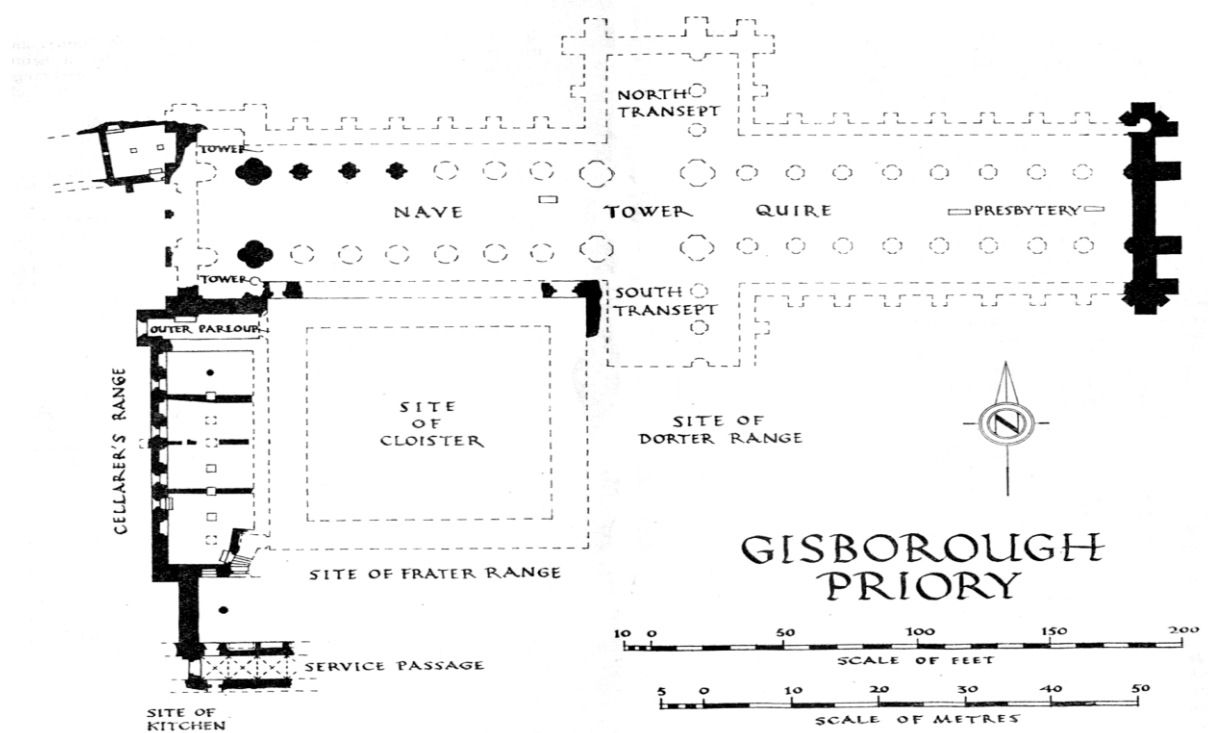 NORTH
TRANSEPT
TOWER
NAVE
TOWER
QUIRE
PRESBYTERY
TOWER
SOUTH
TRANSEPT
OUTER PARLOUR
CELLARER'S RANGE
SITE
OF
CLOISTER
SITE OF
DORTER RANGE
N
SITE OF FRATER RANGE
GISBOROUGH
PRIORY
10 0 50 100 150 200
SCALE OF FEET
SERVICE PASSAGE
5 0 10 20 30 40 50
SCALE OF METRES
SITE OF
KITCHEN